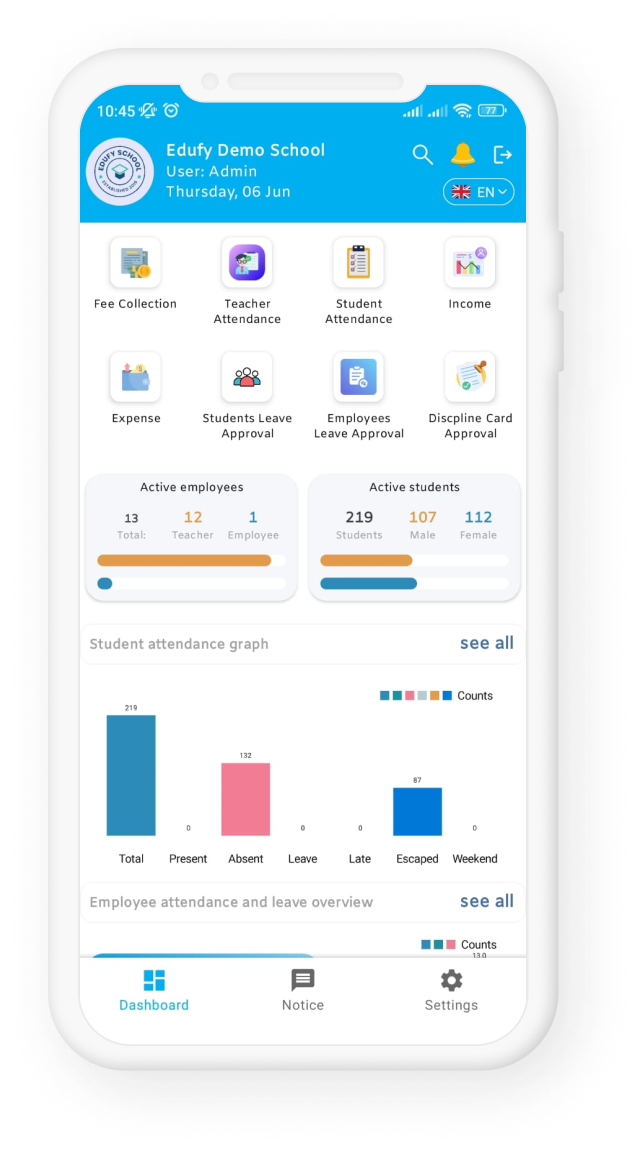 10:45
77
EDUFY SCHOOL
Edufy Demo School
User: Admin
Thursday, 06 Jun
EN
Fee Collection
Teacher Attendance
Student Attendance
Income
Expense
Students Leave Approval
Employees Leave Approval
Discpline Card Approval
Active employees
13 12 1
Total: Teacher Employee
Active students
219 107 112
Students Male Female
Student attendance graph see all
Counts
219
132
87
0 0 0 0
Total Present Absent Leave Late Escaped Weekend
Employee attendance and leave overview see all
Counts
13.0
Dashboard Notice Settings